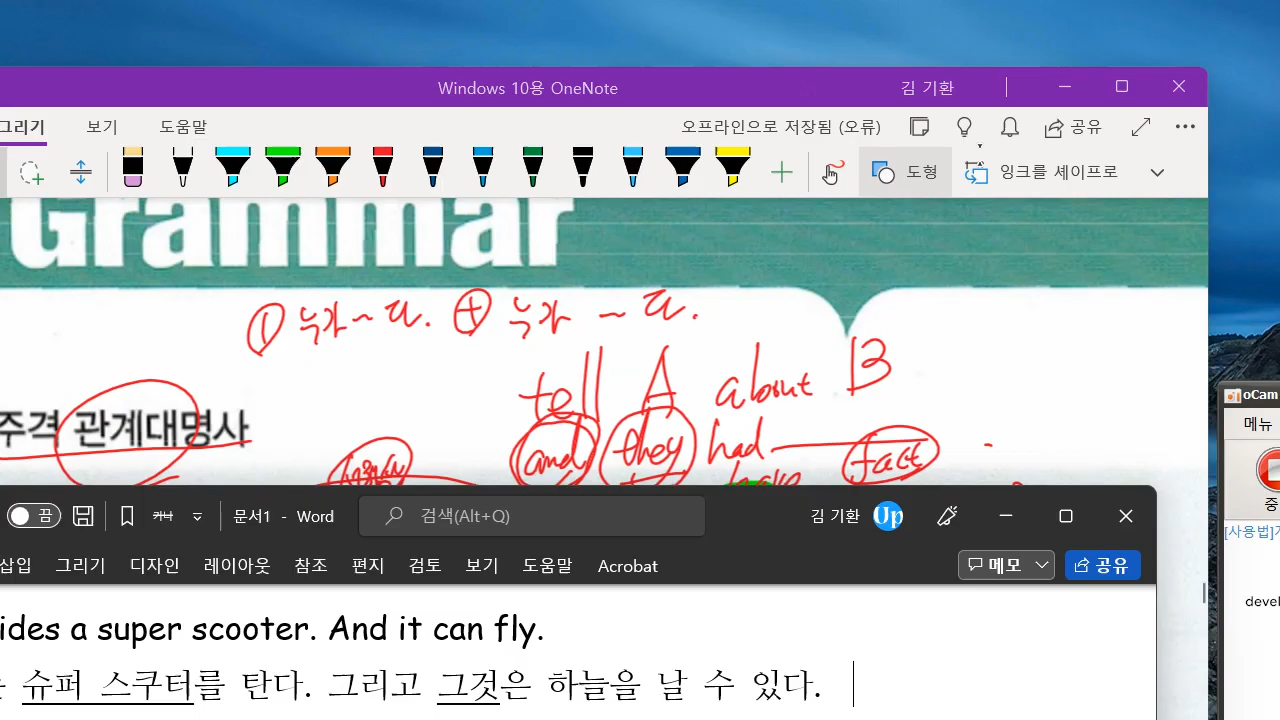 Windows 10용 OneNote
김 기환
그리기
보기
도움말
오프라인으로 저장됨 (오류)
공유
도형
잉크를 셰이프로
Grammar
① 누가 ~ 다. ⊕ 누가 ~ 다.
tell A about B
주격 관계대명사
and they had fact
have
oCam
메뉴
[사용법]
devel
끔
가나
문서1 - Word
검색(Alt+Q)
김 기환
Up
삽입
그리기
디자인
레이아웃
참조
편지
검토
보기
도움말
Acrobat
메모
공유
ides a super scooter. And it can fly.
는 슈퍼 스쿠터를 탄다. 그리고 그것은 하늘을 날 수 있다.